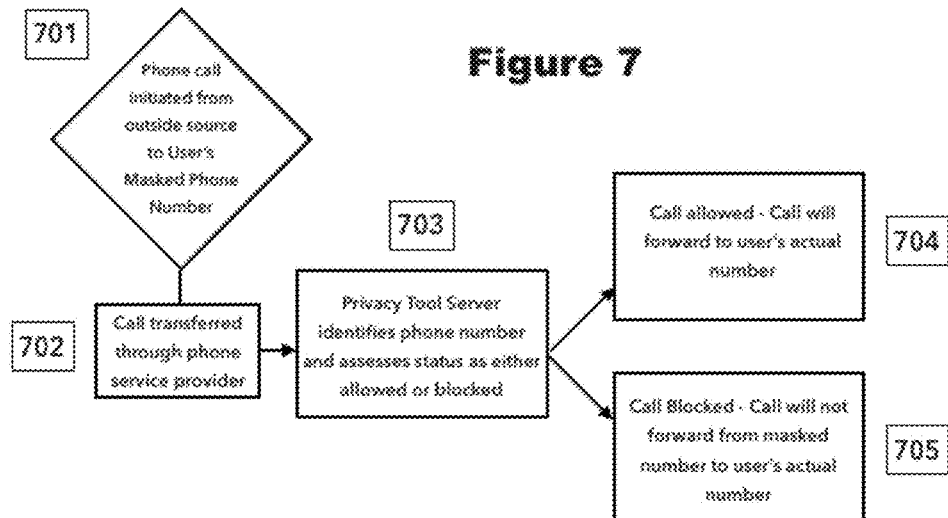 701
Figure 7
Phone call
initiated from
outside source
to User's
Masked Phone
Number
703
Call allowed - Call will
forward to user's actual
number
704
702
Call transferred
through phone
service provider
Privacy Tool Server
identifies phone number
and assesses status as either
allowed or blocked
Call Blocked - Call will not
forward from masked
number to user's actual
number
705